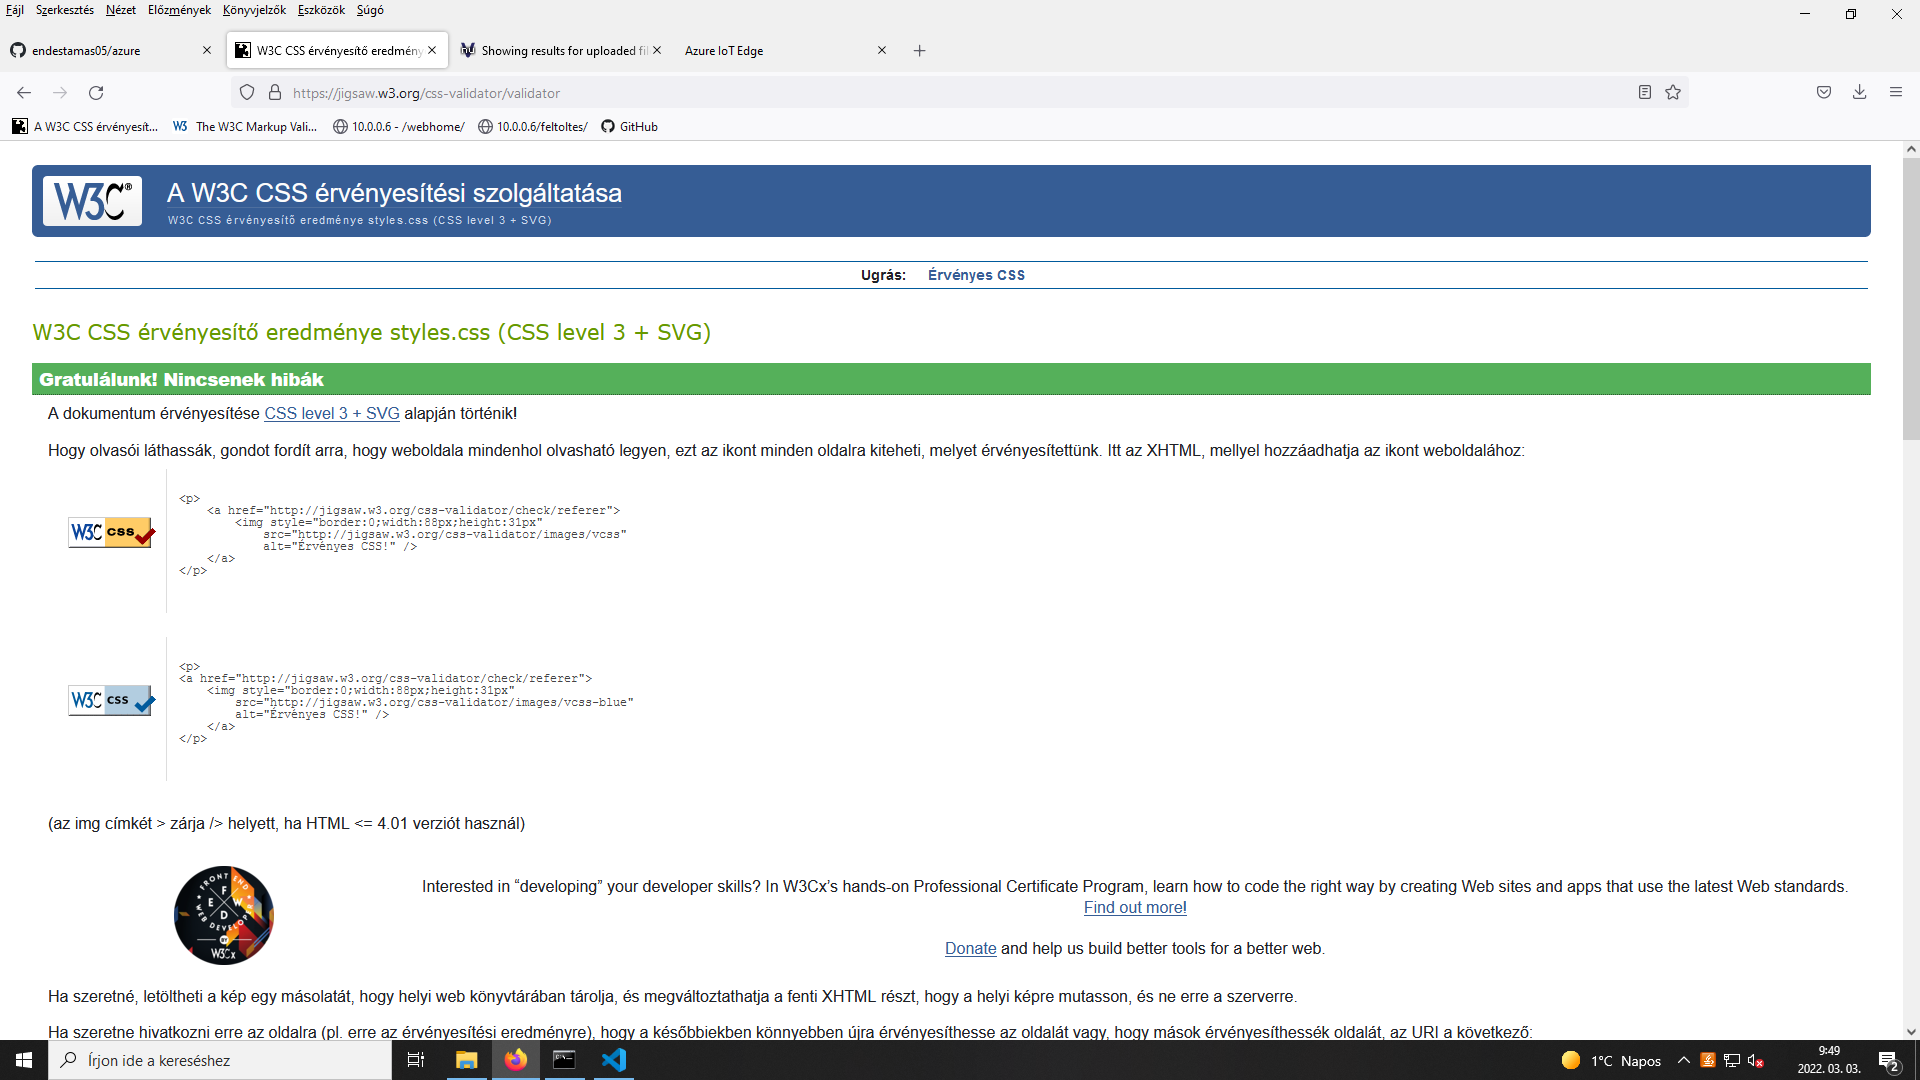 Fájl Szerkesztés Nézet Előzmények Könyvjelzők Eszközök Súgó
endestamas05/azure
W3C CSS érvényesítő eredmény
Showing results for uploaded fil
Azure IoT Edge
https://jigsaw.w3.org/css-validator/validator
A W3C CSS érvényesít...
The W3C Markup Vali...
10.0.0.6 - /webhome/
10.0.0.6/feltoltes/
GitHub
W3C®
A W3C CSS érvényesítési szolgáltatása
W3C CSS érvényesítő eredménye styles.css (CSS level 3 + SVG)
Ugrás: Érvényes CSS
W3C CSS érvényesítő eredménye styles.css (CSS level 3 + SVG)
Gratulálunk! Nincsenek hibák
A dokumentum érvényesítése CSS level 3 + SVG alapján történik!
Hogy olvasói láthassák, gondot fordít arra, hogy weboldala mindenhol olvasható legyen, ezt az ikont minden oldalra kiteheti, melyet érvényesítettünk. Itt az XHTML, mellyel hozzáadhatja az ikont weboldalához:
W3C css
<p>
<a href="http://jigsaw.w3.org/css-validator/check/referer">
<img style="border:0;width:88px;height:31px"
src="http://jigsaw.w3.org/css-validator/images/vcss"
alt="Érvényes CSS!" />
</a>
</p>
W3C css
<p>
<a href="http://jigsaw.w3.org/css-validator/check/referer">
<img style="border:0;width:88px;height:31px"
src="http://jigsaw.w3.org/css-validator/images/vcss-blue"
alt="Érvényes CSS!" />
</a>
</p>
(az img címkét > zárja /> helyett, ha HTML <= 4.01 verziót használ)
FRONT END
F
E W
D
WEB DEVELOP
W3Cx
Interested in “developing” your developer skills? In W3Cx’s hands-on Professional Certificate Program, learn how to code the right way by creating Web sites and apps that use the latest Web standards.
Find out more!
Donate and help us build better tools for a better web.
Ha szeretné, letöltheti a kép egy másolatát, hogy helyi web könyvtárában tárolja, és megváltoztathatja a fenti XHTML részt, hogy a helyi képre mutasson, és ne erre a szerverre.
Ha szeretne hivatkozni erre az oldalra (pl. erre az érvényesítési eredményre), hogy a későbbiekben könnyebben újra érvényesíthesse az oldalát vagy, hogy mások érvényesíthessék oldalát, az URI a következő:
Írjon ide a kereséshez
1°C Napos
9:49
2022. 03. 03.
2